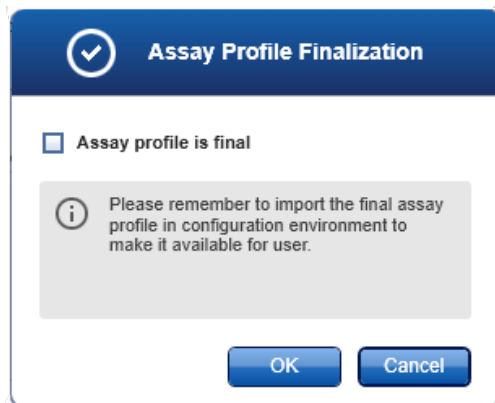 Assay Profile Finalization
Assay profile is final
Please remember to import the final assay
profile in configuration environment to
make it available for user.
OK
Cancel